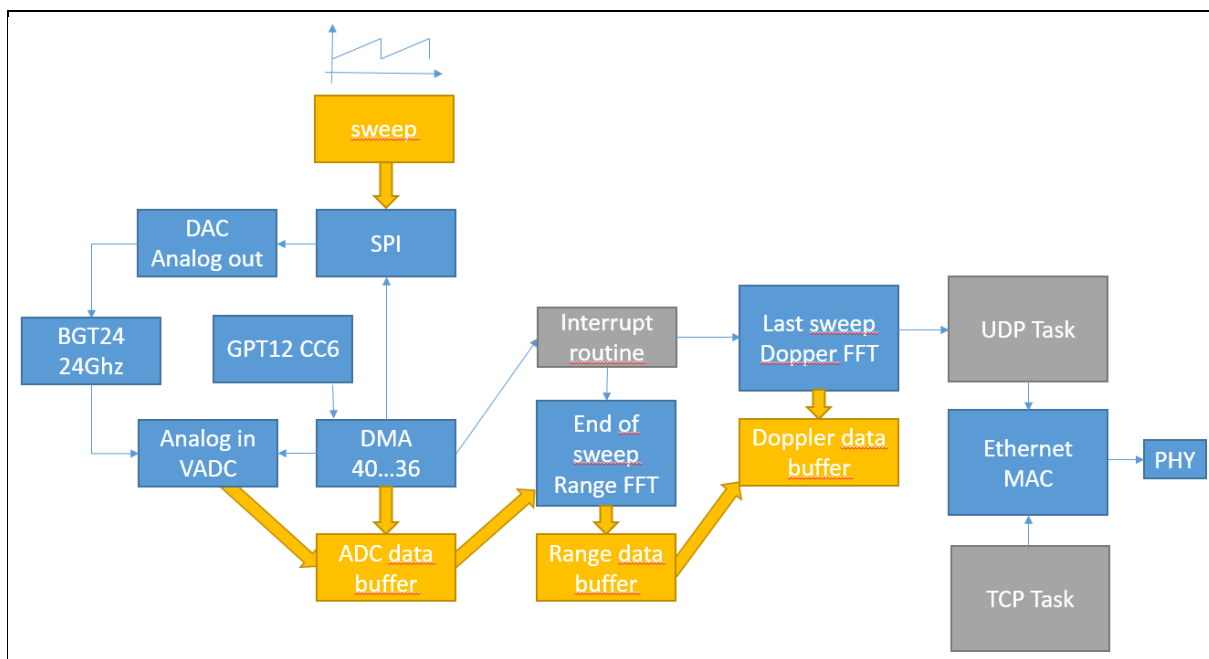 sweep
DAC
Analog out
SPI
BGT24
24Ghz
GPT12 CC6
Interrupt
routine
Last sweep
Dopper FFT
UDP Task
Analog in
VADC
DMA
40...36
End of
sweep
Range FFT
Doppler data
buffer
Ethernet
MAC
PHY
ADC data
buffer
Range data
buffer
TCP Task